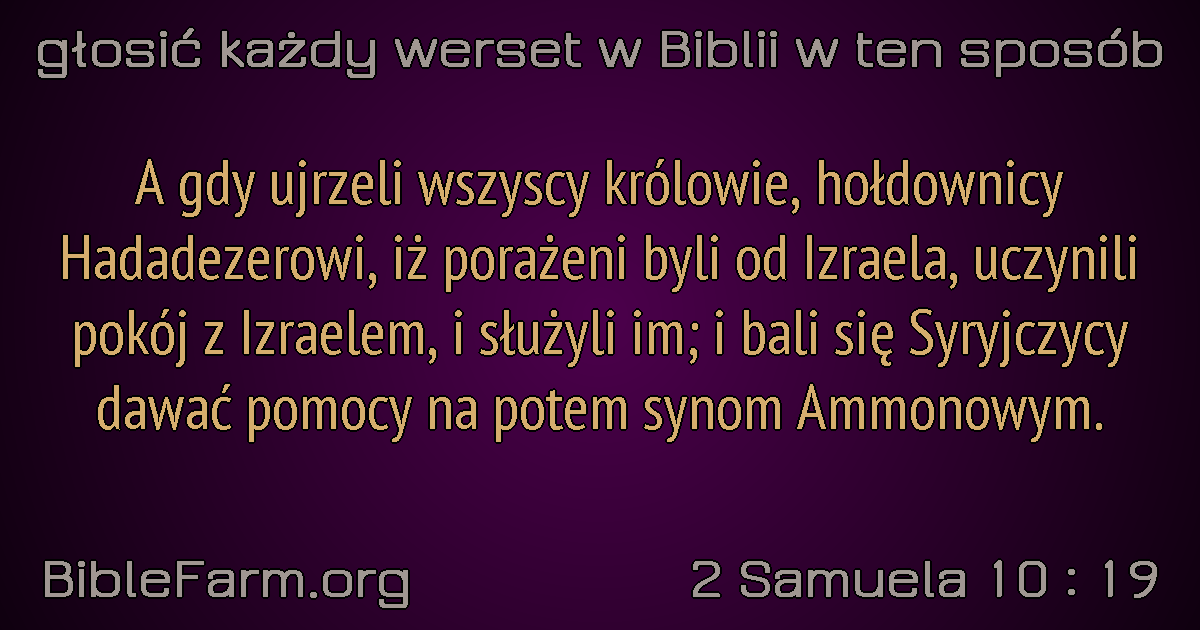 głosić każdy werset w Biblii w ten sposób
A gdy ujrzeli wszyscy królowie, hołdownicy
Hadadezerowi, iż porażeni byli od Izraela, uczynili
pokój z Izraelem, i służyli im; i bali się Syryjczycy
dawać pomocy na potem synom Ammonowym.
BibleFarm.org
2 Samuela 10 : 19